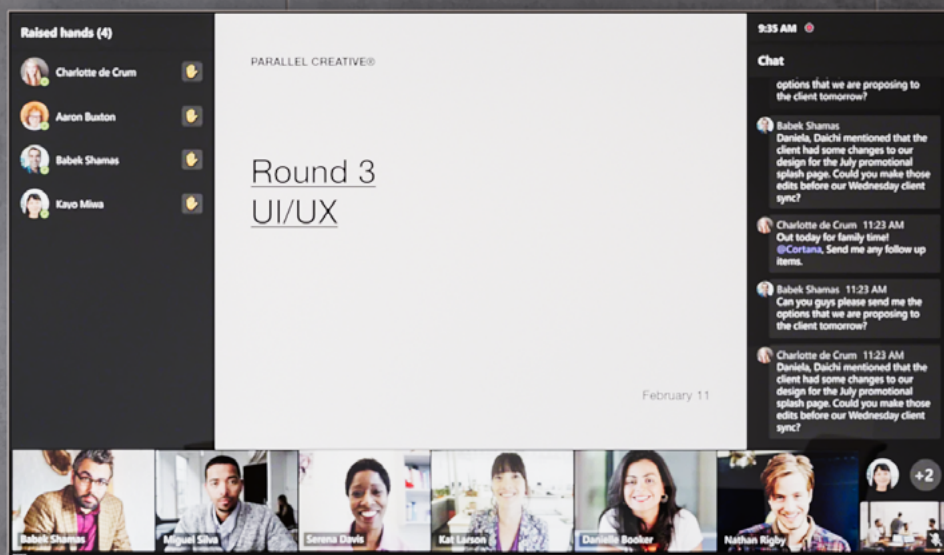 Raised hands (4)
Charlotte de Crum
Aaron Buxton
Babek Shamas
Kayo Miwa
PARALLEL CREATIVE®
Round 3
UI/UX
February 11
9:35 AM
Chat
options that we are proposing to
the client tomorrow?
Babek Shamas
Daniela, Daichi mentioned that the
client had some changes to our
design for the July promotional
splash page. Could you make those
edits before our Wednesday client
sync?
Charlotte de Crum 11:23 AM
Out today for family time!
@Cortana, Send me any follow up
items.
Babek Shamas 11:23 AM
Can you guys please send me the
options that we are proposing to
the client tomorrow?
Charlotte de Crum 11:23 AM
Daniela, Daichi mentioned that the
client had some changes to our
design for the July promotional
splash page. Could you make those
edits before our Wednesday client
sync?
Babek Shamas
Miguel Silva
Serena Davis
Kat Larson
Danielle Booker
Nathan Rigby
+2